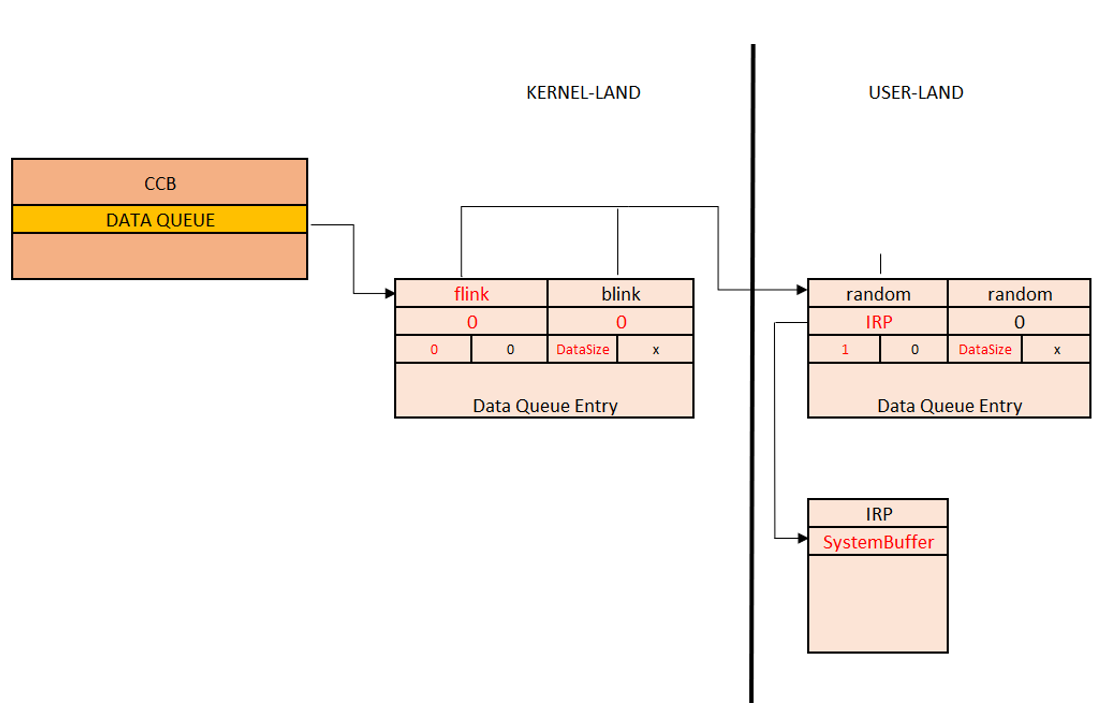 KERNEL-LAND
USER-LAND
CCB
DATA QUEUE
flink blink
0 0
0 0 DataSize x
Data Queue Entry
random random
IRP 0
1 0 DataSize x
Data Queue Entry
IRP
SystemBuffer